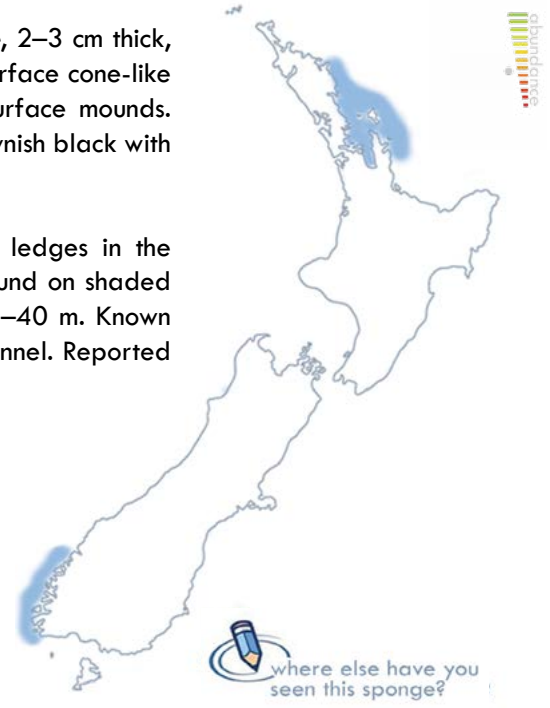 , 2–3 cm thick,
rface cone-like
urface mounds.
nish black with
ledges in the
und on shaded
–40 m. Known
nnel. Reported
abundance
where else have you
seen this sponge?